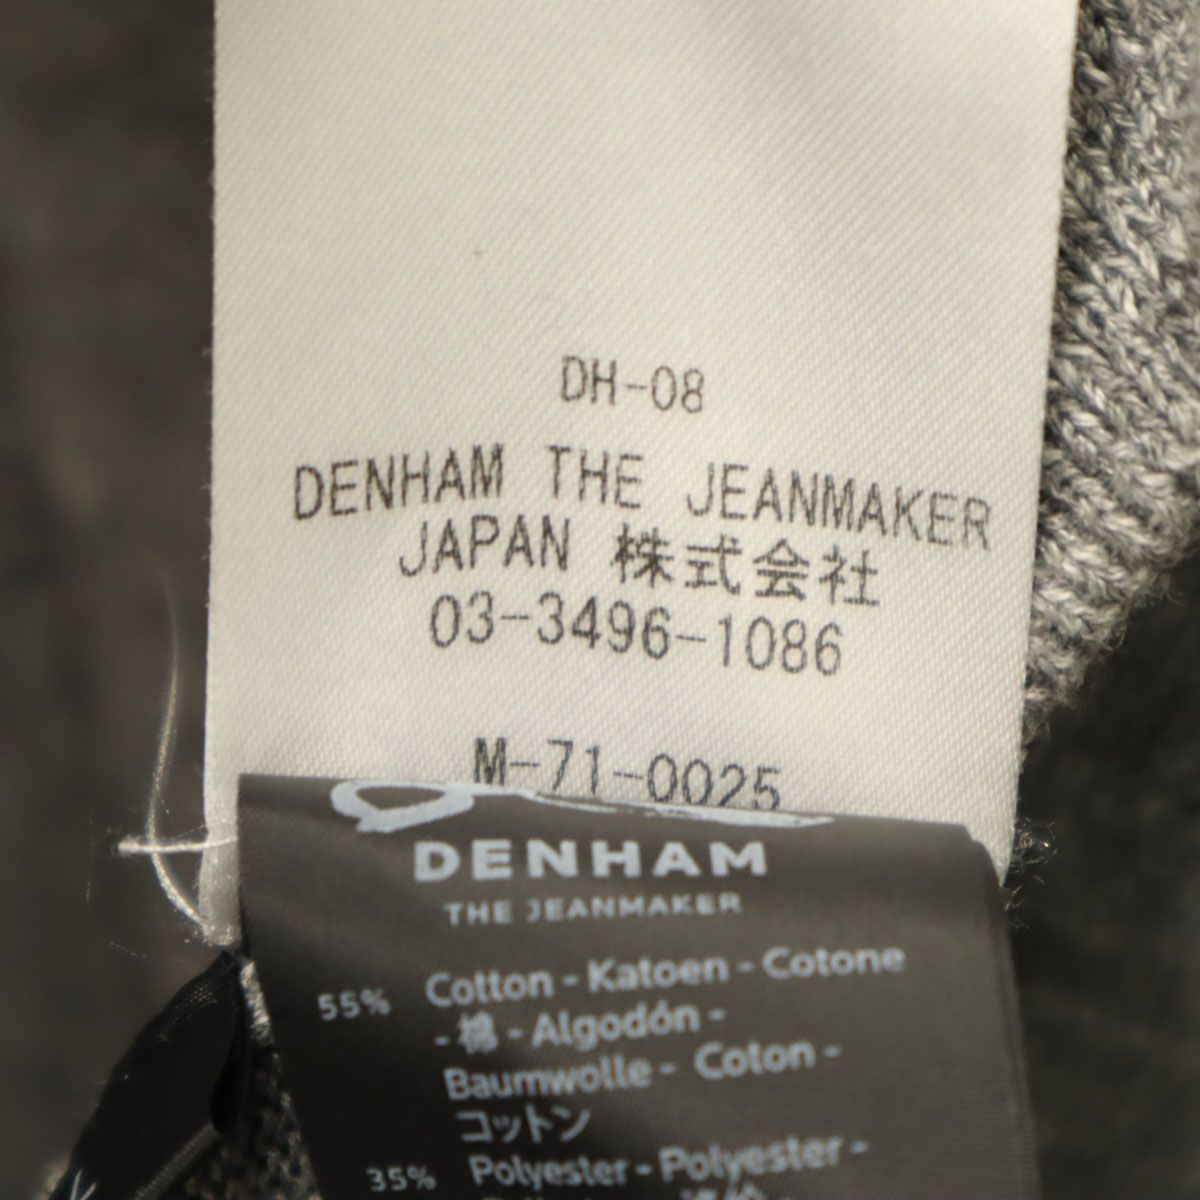 DH-08
DENHAM THE JEANMAKER
JAPAN 株式会社
03-3496-1086
M-71-0025
DENHAM
THE JEANMAKER
55% Cotton - Katoen - Cotone
- 棉 - Algodón -
Baumwolle - Coton -
コットン
35% Polyester - Polyester -